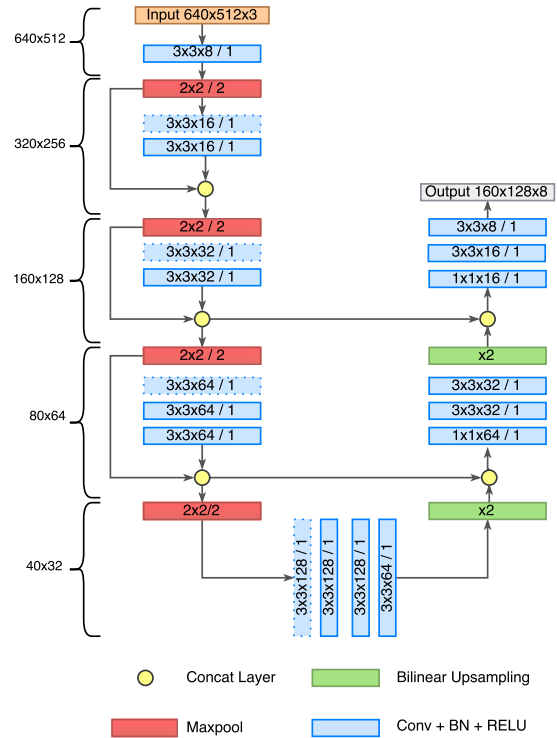 Input 640x512x3
640x512
3x3x8 / 1
2x2 / 2
3x3x16 / 1
320x256
3x3x16 / 1
Output 160x128x8
2x2 / 2
3x3x8 / 1
3x3x32 / 1
3x3x16 / 1
160x128
3x3x32 / 1
1x1x16 / 1
2x2 / 2
x2
3x3x64 / 1
3x3x32 / 1
80x64
3x3x64 / 1
3x3x32 / 1
3x3x64 / 1
1x1x64 / 1
2x2/2
x2
40x32
3x3x128 / 1
3x3x128 / 1
3x3x128 / 1
3x3x64 / 1
Concat Layer
Bilinear Upsampling
Maxpool
Conv + BN + RELU